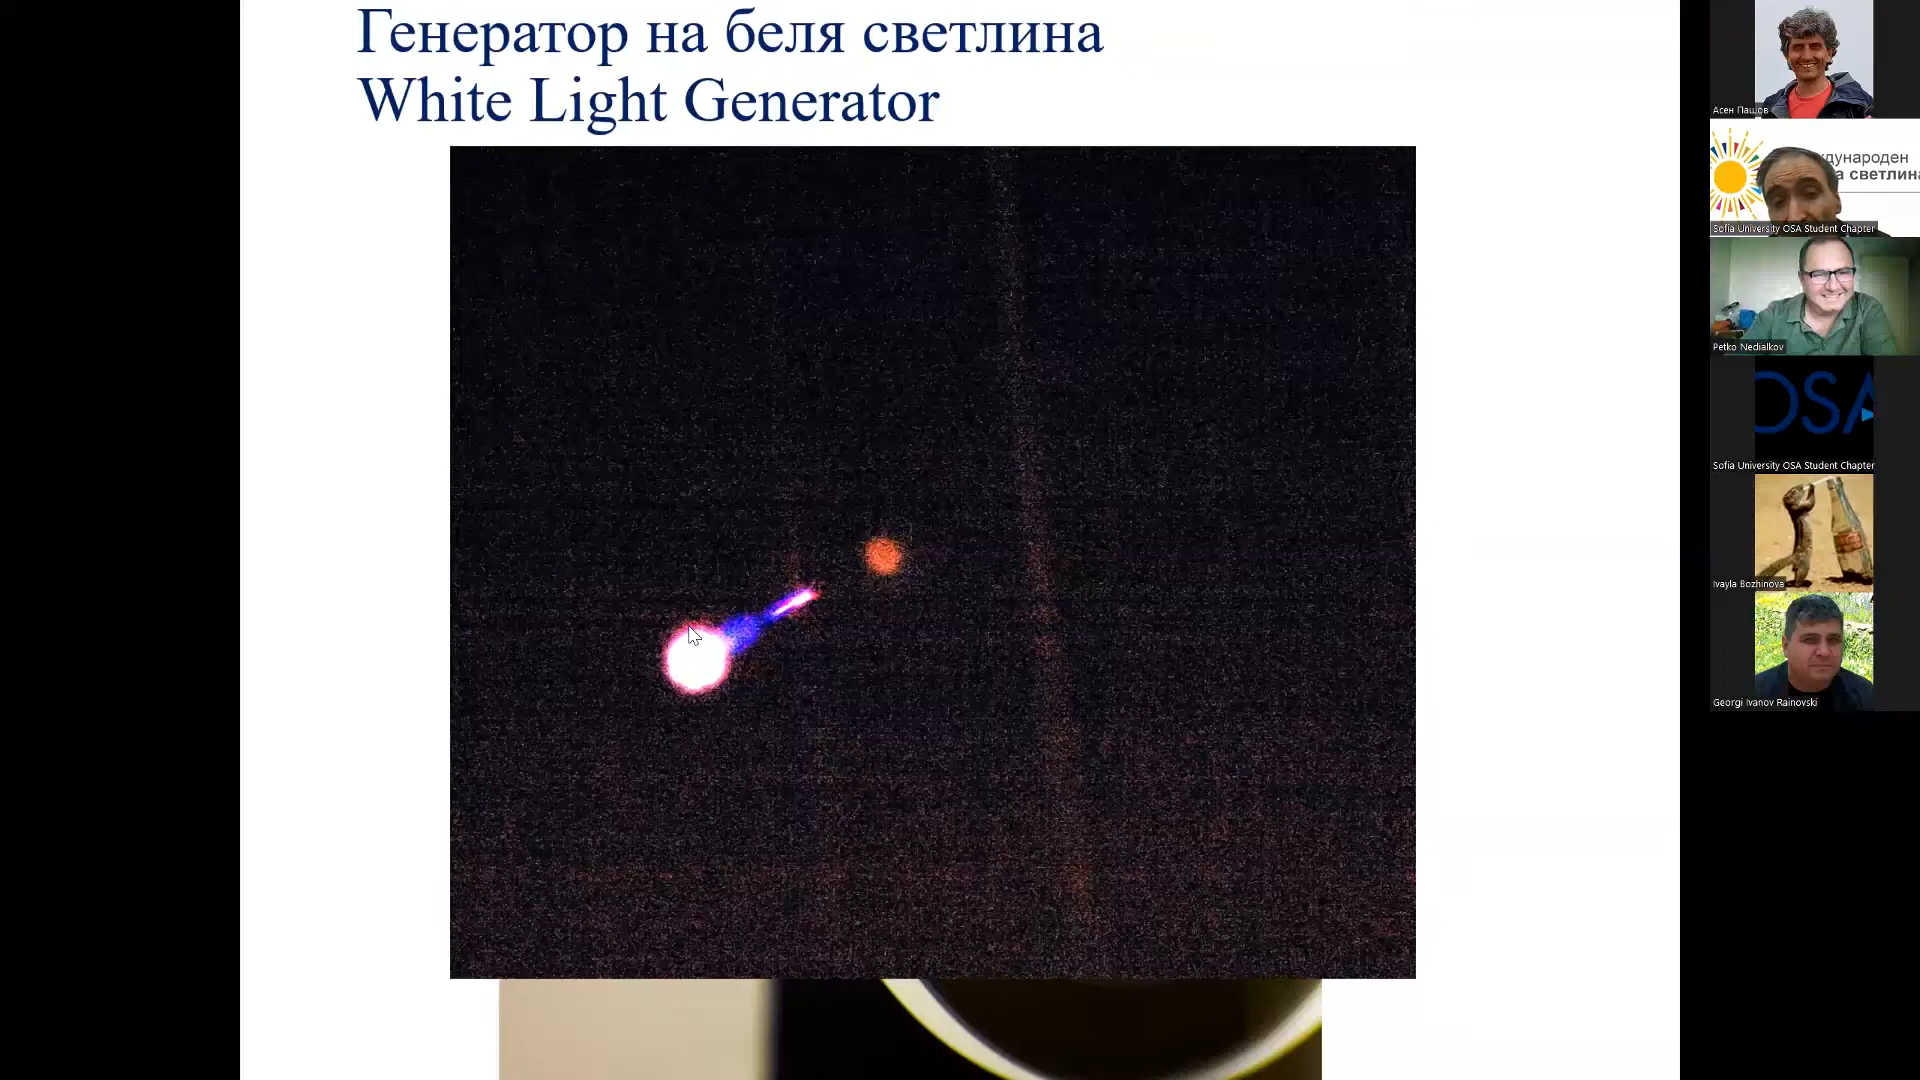 Генератор на беля светлина
White Light Generator
Асен Пашов
дународен
а светлина
Sofia University OSA Student Chapter
Petko Nedialkov
OSA
Sofia University OSA Student Chapter
Ivayla Bozhinova
Georgi Ivanov Rainovski